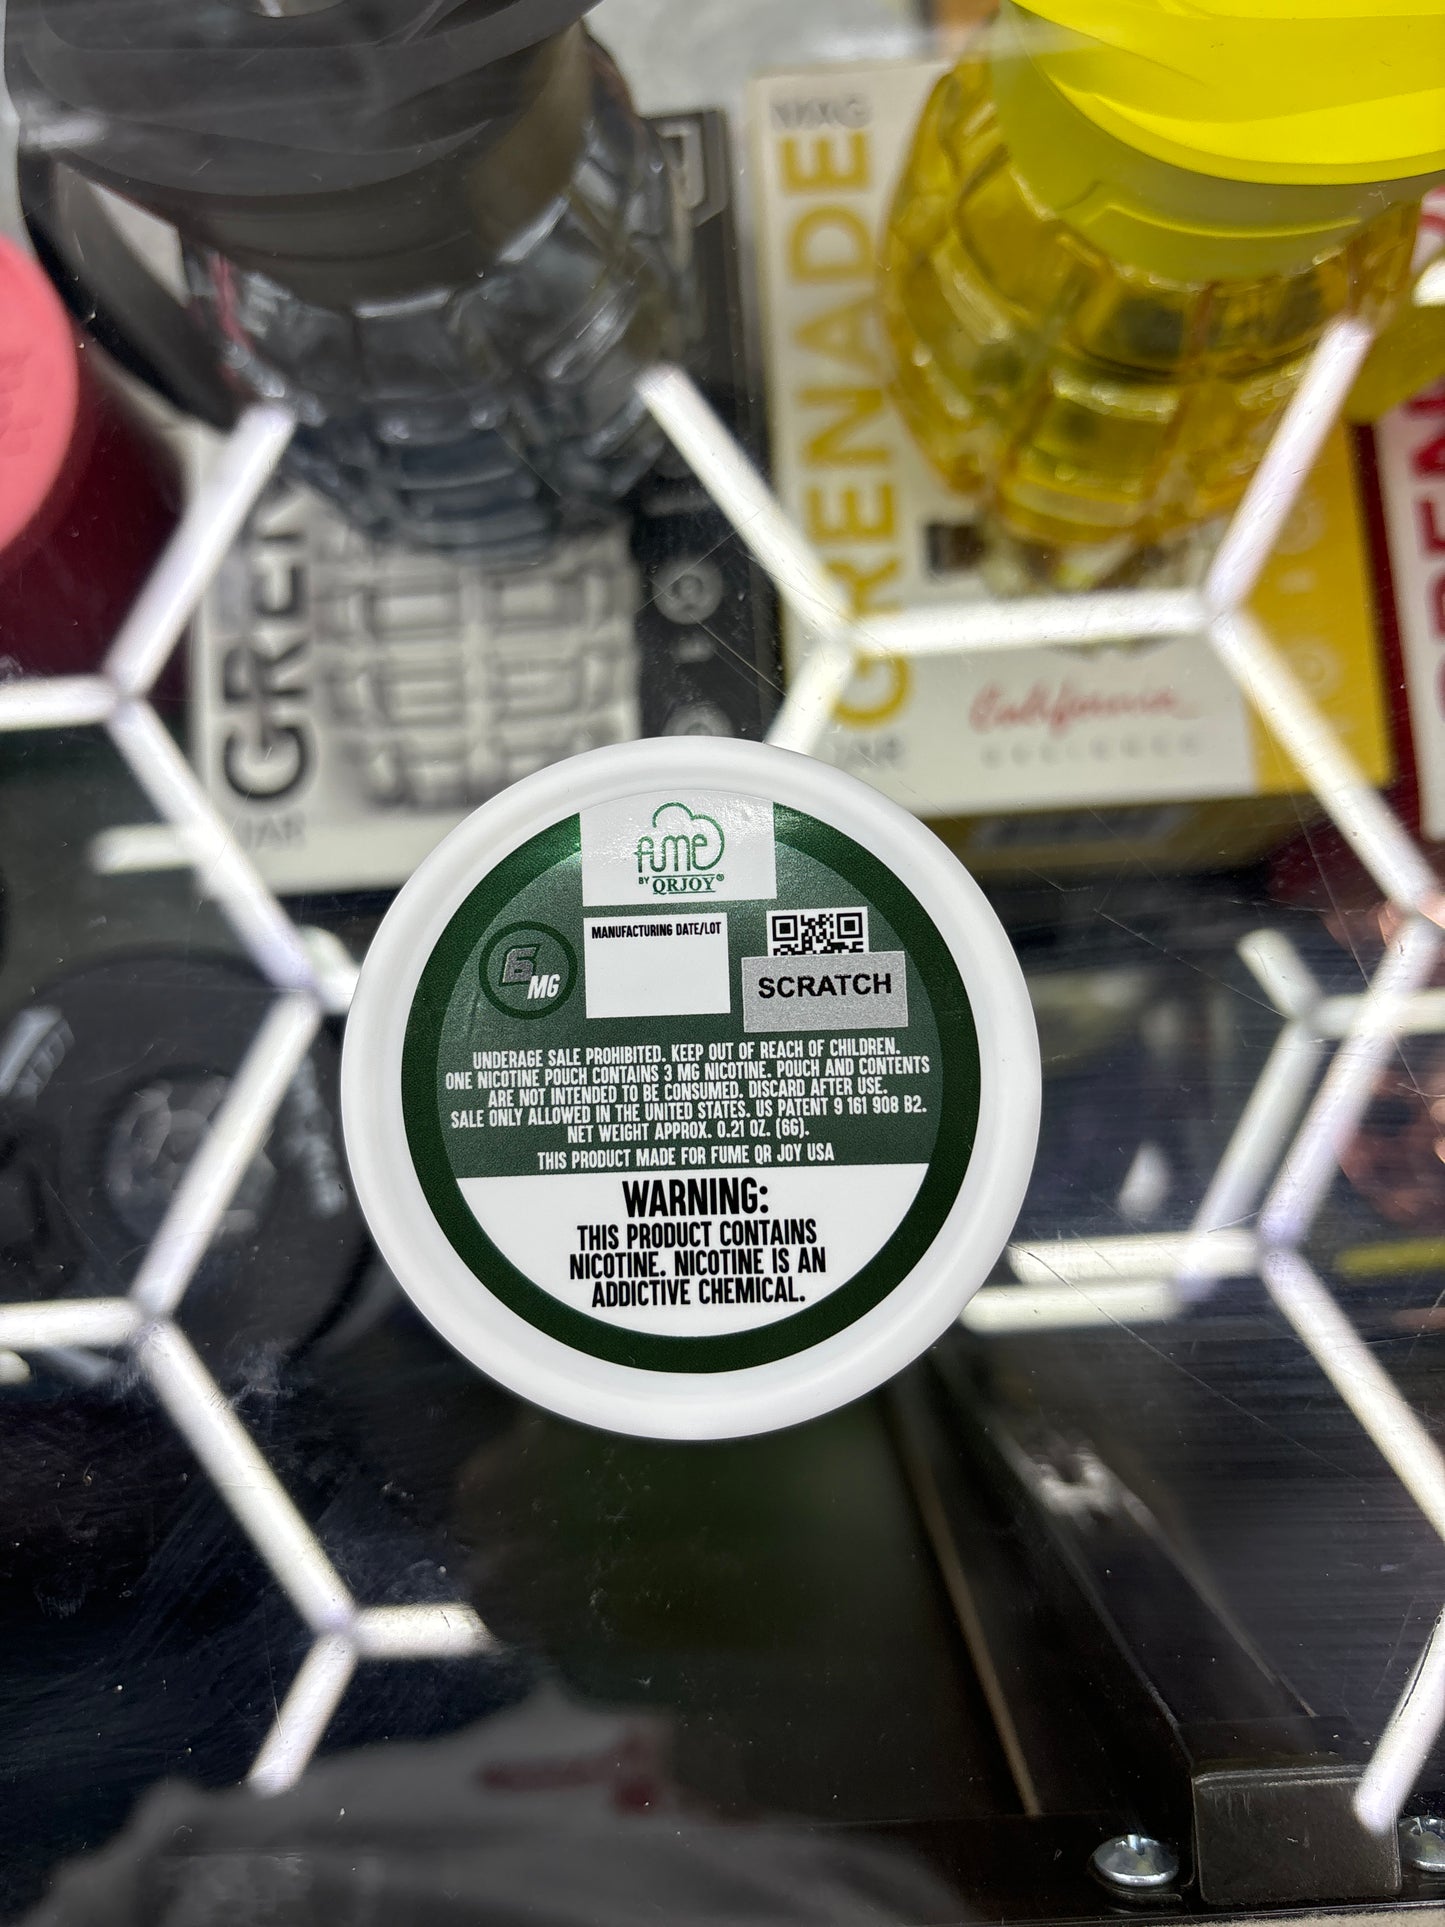 GRENADE
GREN
JAR
JAR
California
fume
BY QRJOY®
MANUFACTURING DATE/LOT
6 MG
SCRATCH
UNDERAGE SALE PROHIBITED. KEEP OUT OF REACH OF CHILDREN.
ONE NICOTINE POUCH CONTAINS 3 MG NICOTINE. POUCH AND CONTENTS
ARE NOT INTENDED TO BE CONSUMED. DISCARD AFTER USE.
SALE ONLY ALLOWED IN THE UNITED STATES. US PATENT 9 161 908 B2.
NET WEIGHT APPROX. 0.21 OZ. (6G).
THIS PRODUCT MADE FOR FUME QR JOY USA
WARNING:
THIS PRODUCT CONTAINS
NICOTINE. NICOTINE IS AN
ADDICTIVE CHEMICAL.